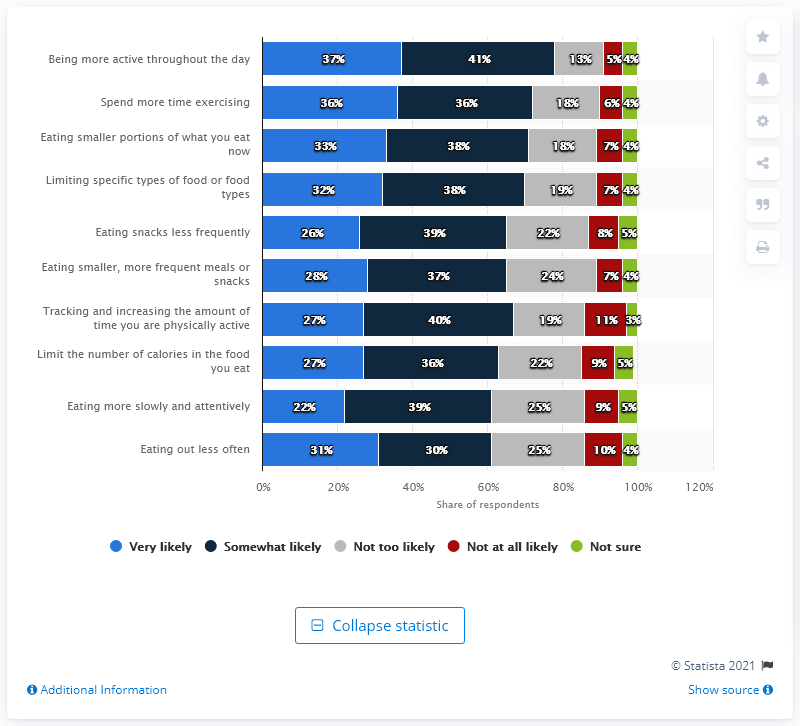 Being more active throughout the day
37% 41% 13% 5% 4%
Spend more time exercising
36% 36% 18% 6% 4%
Eating smaller portions of what you eat
now
33% 38% 18% 7% 4%
Limiting specific types of food or food
types
32% 38% 19% 7% 4%
Eating snacks less frequently
26% 39% 22% 8% 5%
Eating smaller, more frequent meals or
snacks
28% 37% 24% 7% 4%
Tracking and increasing the amount of
time you are physically active
27% 40% 19% 11% 3%
Limit the number of calories in the food
you eat
27% 36% 22% 9% 5%
Eating more slowly and attentively
22% 39% 25% 9% 5%
Eating out less often
31% 30% 25% 10% 4%
0% 20% 40% 60% 80% 100% 120%
Share of respondents
Very likely Somewhat likely Not too likely Not at all likely Not sure
Collapse statistic
© Statista 2021
Additional Information
Show source